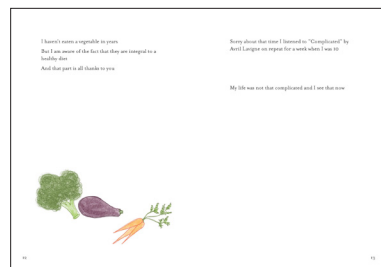 I haven't eaten a vegetable in years
But I am aware of the fact that they are integral to a
healthy diet
And that part is all thanks to you
Sorry about that time I listened to "Complicated" by
Avril Lavigne on repeat for a week when I was 16
My life was not that complicated and I see that now